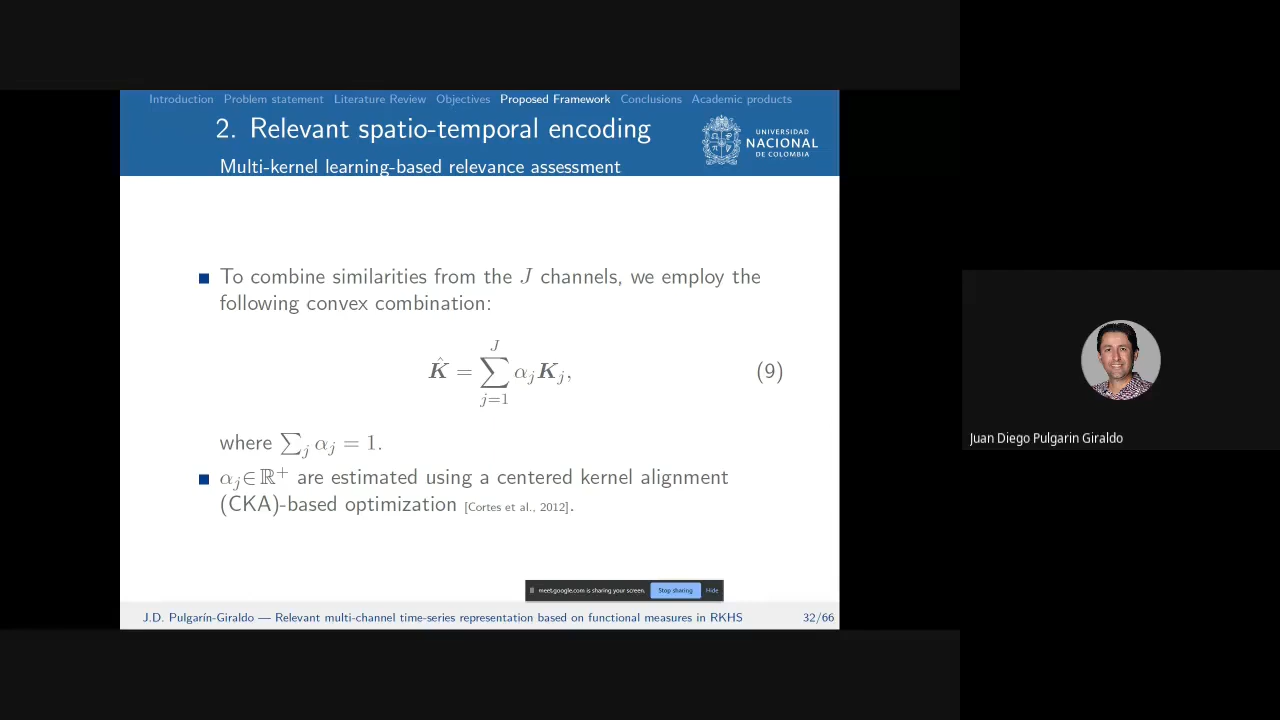 Introduction Problem statement Literature Review Objectives Proposed Framework Conclusions Academic products
2. Relevant spatio-temporal encoding
Multi-kernel learning-based relevance assessment
UNIVERSIDAD
NACIONAL
DE COLOMBIA
To combine similarities from the J channels, we employ the
following convex combination:
K̂ = ∑_{j=1}^{J} α_j K_j, (9)
where ∑_j α_j = 1.
α_j ∈ ℝ⁺ are estimated using a centered kernel alignment
(CKA)-based optimization [Cortes et al., 2012].
meet.google.com is sharing your screen. Stop sharing Hide
J.D. Pulgarín-Giraldo — Relevant multi-channel time-series representation based on functional measures in RKHS 32/66
Juan Diego Pulgarin Giraldo